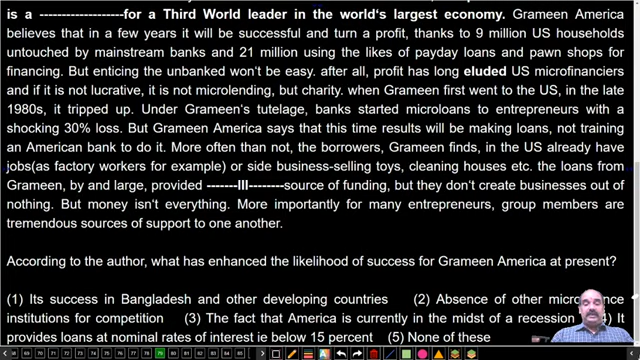 is a -------------------for a Third World leader in the world's largest economy. Grameen America
believes that in a few years it will be successful and turn a profit, thanks to 9 million US households
untouched by mainstream banks and 21 million using the likes of payday loans and pawn shops for
financing. But enticing the unbanked won't be easy. after all, profit has long eluded US microfinanciers
and if it is not lucrative, it is not microlending, but charity. when Grameen first went to the US, in the late
1980s, it tripped up. Under Grameen's tutelage, banks started microloans to entrepreneurs with a
shocking 30% loss. But Grameen America says that this time results will be making loans, not training
an American bank to do it. More often than not, the borrowers, Grameen finds, in the US already have
jobs(as factory workers for example) or side business-selling toys, cleaning houses etc. the loans from
Grameen, by and large, provided -------III--------source of funding, but they don't create businesses out of
nothing. But money isn't everything. More importantly for many entrepreneurs, group members are
tremendous sources of support to one another.
According to the author, what has enhanced the likelihood of success for Grameen America at present?
(1) Its success in Bangladesh and other developing countries (2) Absence of other
institutions for competition (3) The fact that America is currently in the midst of a recession
provides loans at nominal rates of interest ie below 15 percent (5) None of these